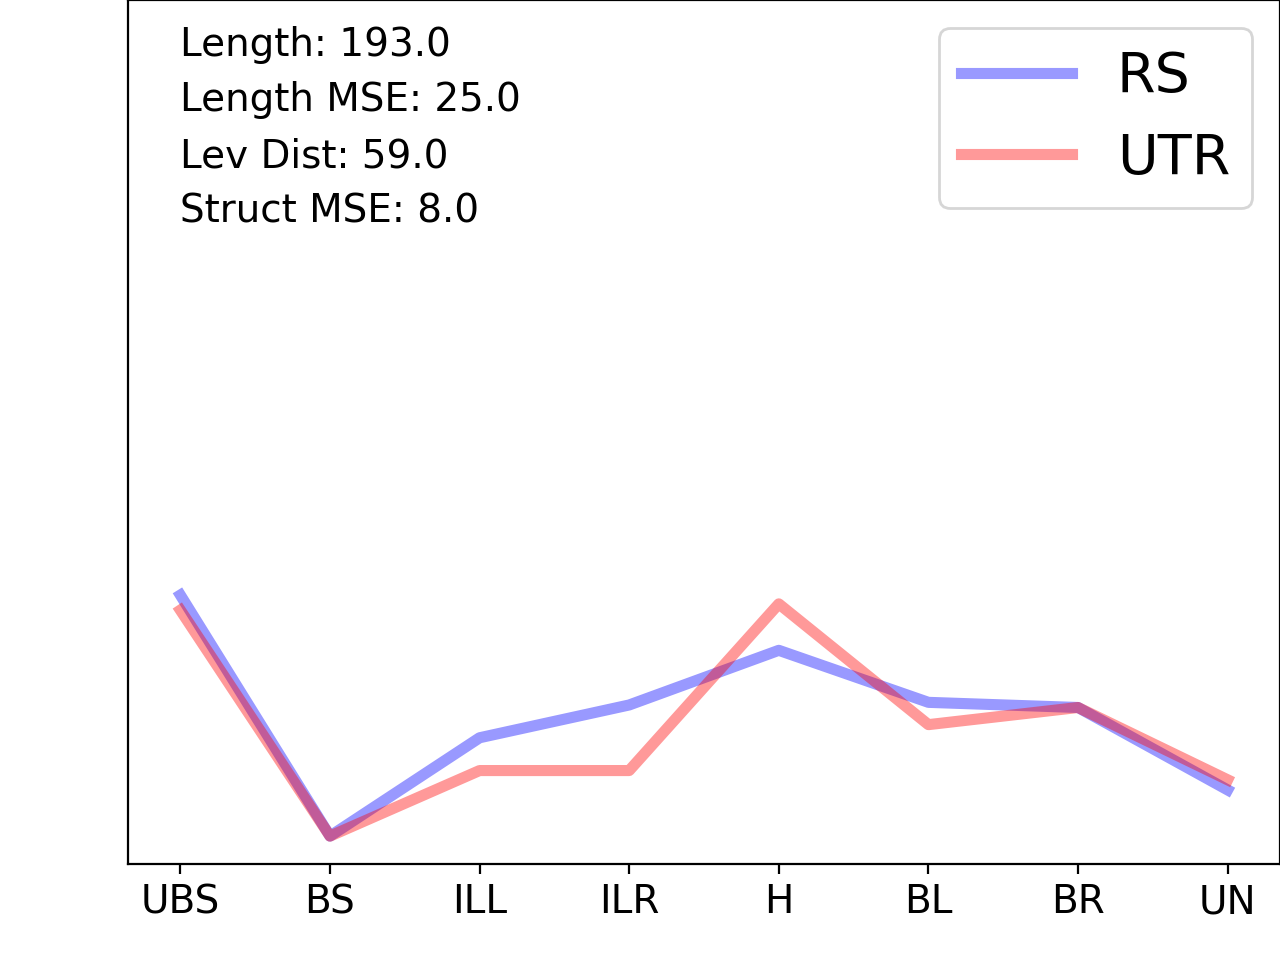 Length: 193.0
Length MSE: 25.0
Lev Dist: 59.0
Struct MSE: 8.0
RS
UTR
UBS BS ILL ILR H BL BR UN